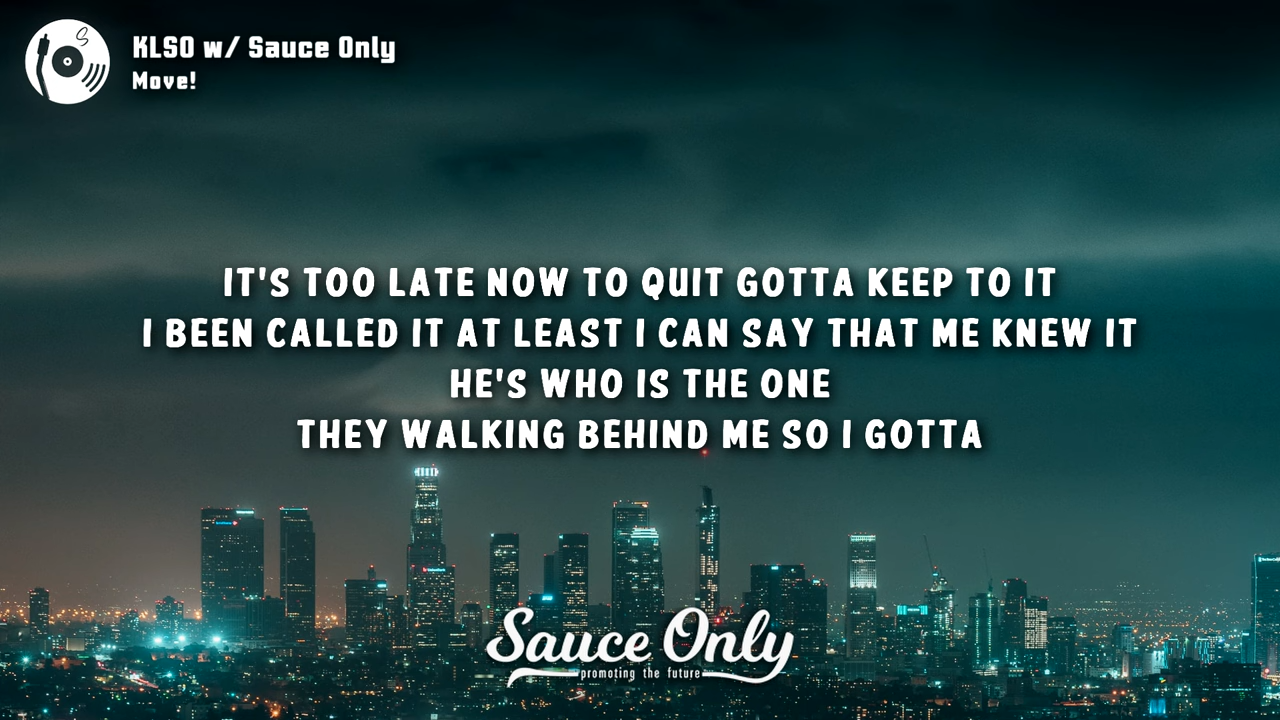 KLSO w/ Sauce Only
Move!
IT'S TOO LATE NOW TO QUIT GOTTA KEEP TO IT
I BEEN CALLED IT AT LEAST I CAN SAY THAT ME KNEW IT
HE'S WHO IS THE ONE
THEY WALKING BEHIND ME SO I GOTTA
Sauce Only
promoting the future